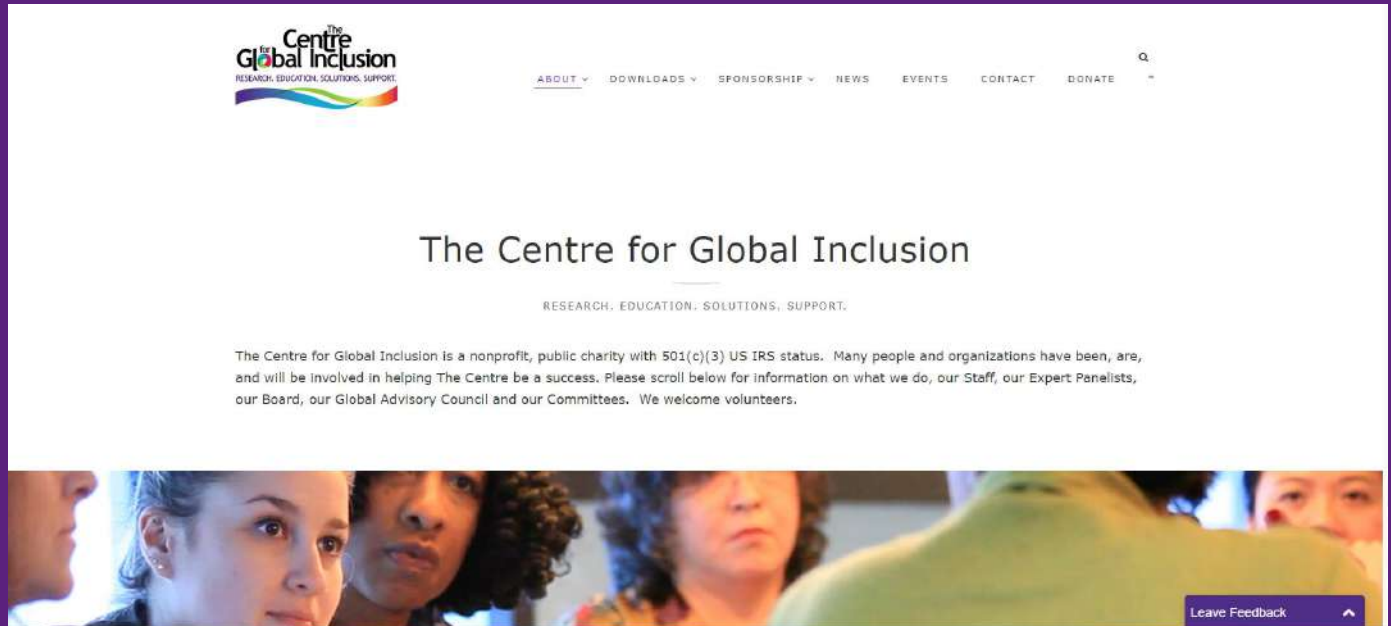 The
Centre
for
Global Inclusion
RESEARCH. EDUCATION. SOLUTIONS. SUPPORT.
ABOUT DOWNLOADS SPONSORSHIP NEWS EVENTS CONTACT DONATE
The Centre for Global Inclusion
RESEARCH. EDUCATION. SOLUTIONS. SUPPORT.
The Centre for Global Inclusion is a nonprofit, public charity with 501(c)(3) US IRS status. Many people and organizations have been, are,
and will be involved in helping The Centre be a success. Please scroll below for information on what we do, our Staff, our Expert Panelists,
our Board, our Global Advisory Council and our Committees. We welcome volunteers.
Leave Feedback